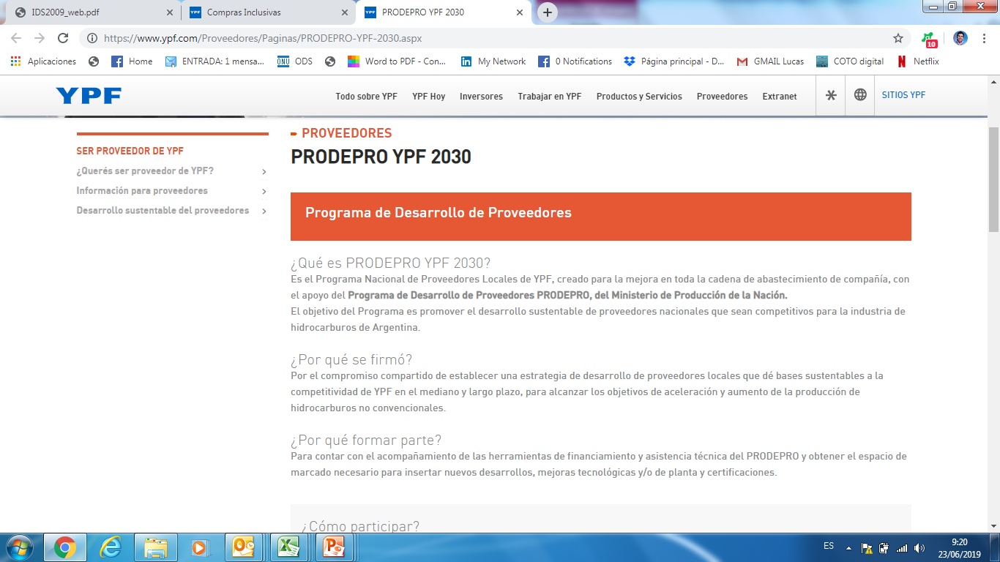 IDS2009_web.pdf
Compras Inclusivas
PRODEPRO YPF 2030
https://www.ypf.com/Proveedores/Paginas/PRODEPRO-YPF-2030.aspx
10
Aplicaciones
Home
ENTRADA: 1 mensa...
ONU
ODS
Word to PDF - Con...
My Network
0 Notifications
Página principal - D...
GMAIL Lucas
COTO digital
Netflix
YPF
Todo sobre YPF
YPF Hoy
Inversores
Trabajar en YPF
Productos y Servicios
Proveedores
Extranet
SITIOS YPF
SER PROVEEDOR DE YPF
¿Querés ser proveedor de YPF?
Información para proveedores
Desarrollo sustentable del proveedores
PROVEEDORES
PRODEPRO YPF 2030
Programa de Desarrollo de Proveedores
¿Qué es PRODEPRO YPF 2030?
Es el Programa Nacional de Proveedores Locales de YPF, creado para la mejora en toda la cadena de abastecimiento de compañía, con
el apoyo del Programa de Desarrollo de Proveedores PRODEPRO, del Ministerio de Producción de la Nación.
El objetivo del Programa es promover el desarrollo sustentable de proveedores nacionales que sean competitivos para la industria de
hidrocarburos de Argentina.
¿Por qué se firmó?
Por el compromiso compartido de establecer una estrategia de desarrollo de proveedores locales que dé bases sustentables a la
competitividad de YPF en el mediano y largo plazo, para alcanzar los objetivos de aceleración y aumento de la producción de
hidrocarburos no convencionales.
¿Por qué formar parte?
Para contar con el acompañamiento de las herramientas de financiamiento y asistencia técnica del PRODEPRO y obtener el espacio de
marcado necesario para insertar nuevos desarrollos, mejoras tecnológicas y/o de planta y certificaciones.
¿Cómo participar?
ES
9:20
23/06/2019